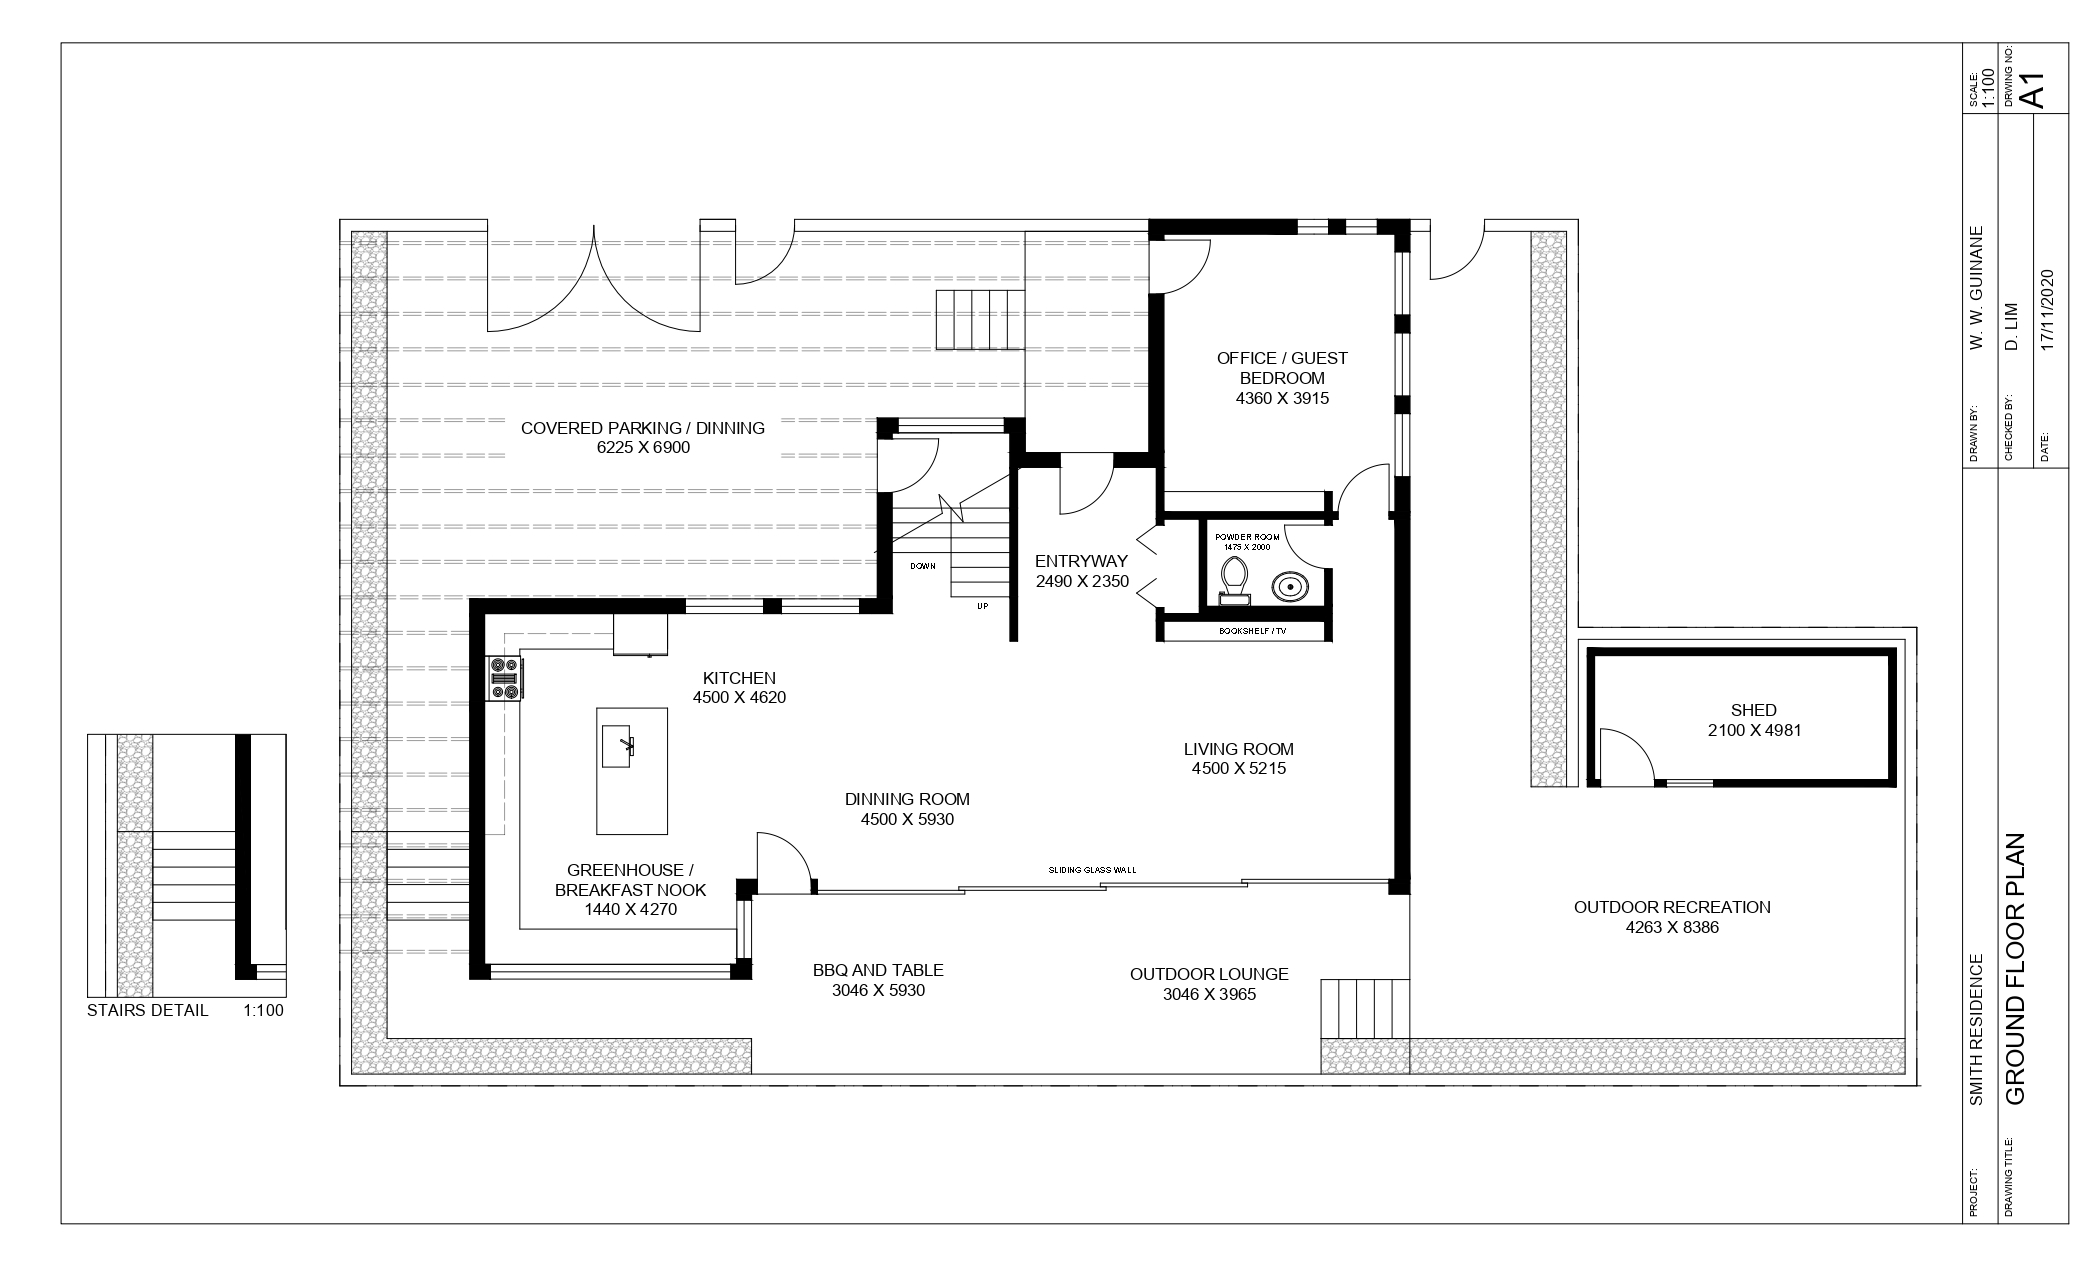 OFFICE / GUEST
BEDROOM
4360 X 3915
COVERED PARKING / DINNING
6225 X 6900
POWDER ROOM
1475 X 2000
ENTRYWAY
2490 X 2350
DOWN
UP
BOOKSHELF / TV
KITCHEN
4500 X 4620
SHED
2100 X 4981
LIVING ROOM
4500 X 5215
DINNING ROOM
4500 X 5930
GREENHOUSE /
BREAKFAST NOOK
1440 X 4270
SLIDING GLASS WALL
OUTDOOR RECREATION
4263 X 8386
BBQ AND TABLE
3046 X 5930
OUTDOOR LOUNGE
3046 X 3965
STAIRS DETAIL 1:100
PROJECT: SMITH RESIDENCE
DRAWING TITLE: GROUND FLOOR PLAN
DRAWN BY: W. W. GUINANE
CHECKED BY: D. LIM
DATE: 17/11/2020
SCALE:
1:100
DRWING NO:
A1